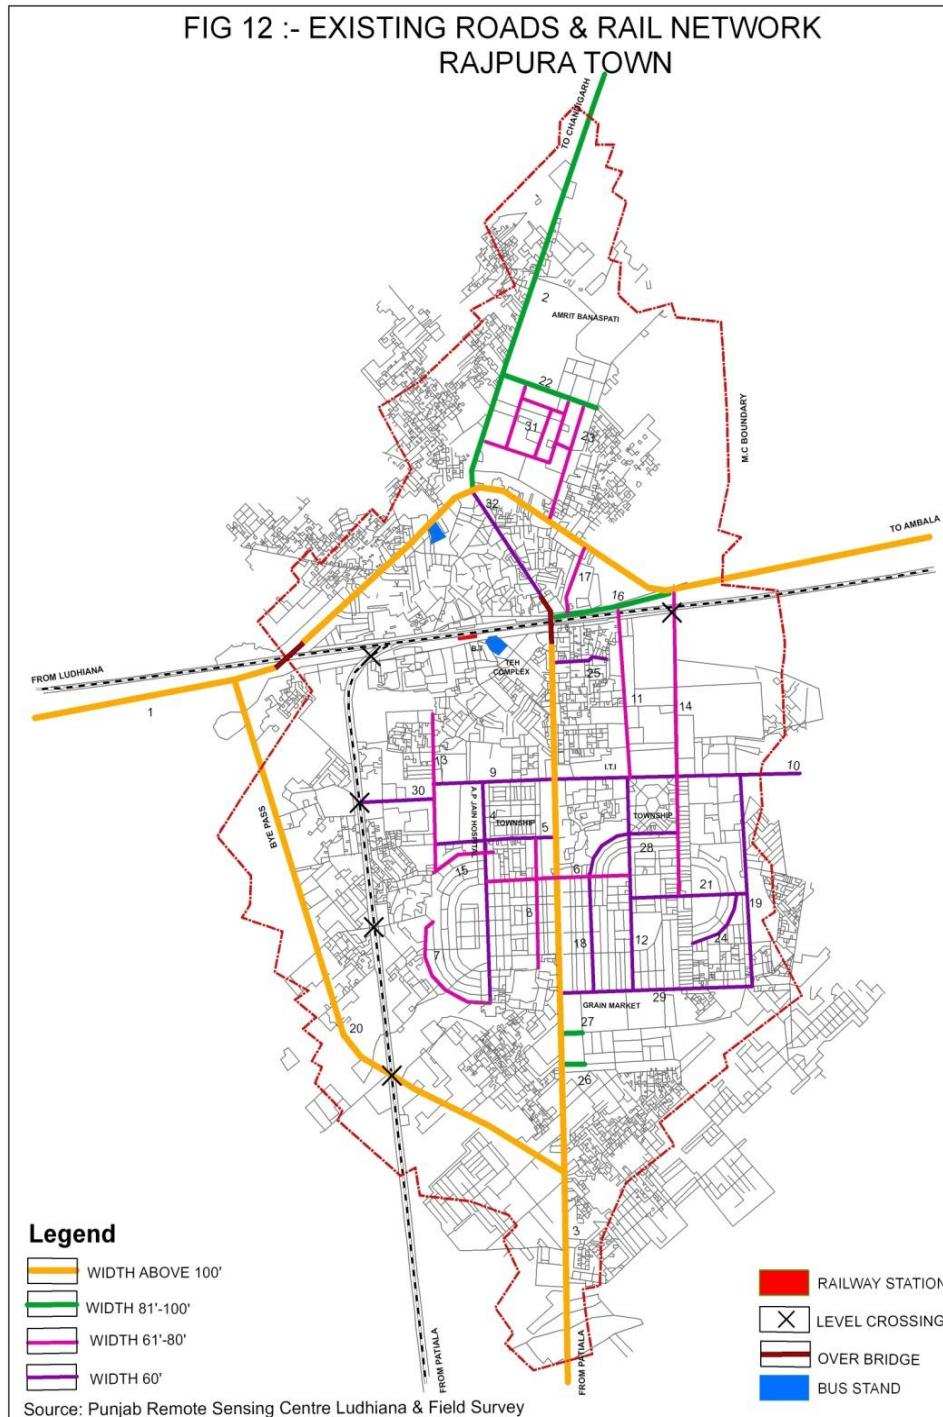 FIG 12 :- EXISTING ROADS & RAIL NETWORK
RAJPURA TOWN
TO CHANDIGARH
2
AMRIT BANASPATI
22
31
23
M.C BOUNDARY
32
TO AMBALA
17
16
FROM LUDHIANA
B.T
TEH
COMPLEX
25
1
11
14
13
9
I.T.I
10
30
A.P JAIN HOSPITAL
4
TOWNSHIP
5
TOWNSHIP
BYE PASS
28
15
6
21
8
19
7
18
12
24
29
GRAIN MARKET
20
27
26
3
FROM PATIALA
FROM PATIALA
Legend
WIDTH ABOVE 100'
WIDTH 81'-100'
WIDTH 61'-80'
WIDTH 60'
RAILWAY STATION
LEVEL CROSSING
OVER BRIDGE
BUS STAND
Source: Punjab Remote Sensing Centre Ludhiana & Field Survey